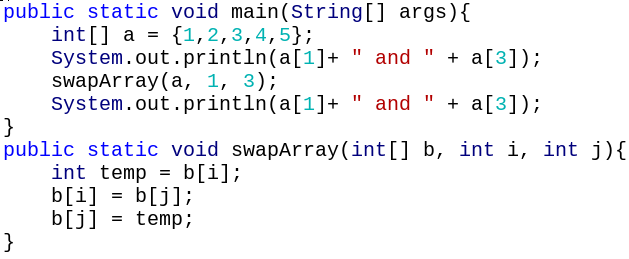 public static void main(String[] args){
    int[] a = {1,2,3,4,5};
    System.out.println(a[1]+ " and " + a[3]);
    swapArray(a, 1, 3);
    System.out.println(a[1]+ " and " + a[3]);
}
public static void swapArray(int[] b, int i, int j){
    int temp = b[i];
    b[i] = b[j];
    b[j] = temp;
}